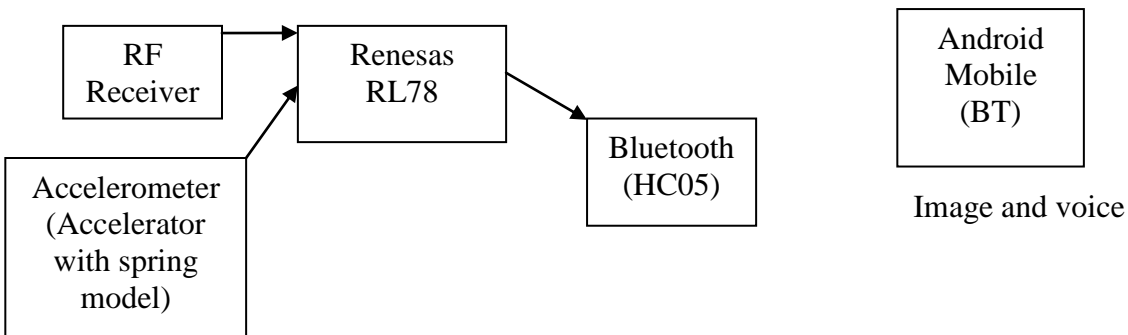 RF
Receiver
Renesas
RL78
Android
Mobile
(BT)
Bluetooth
(HC05)
Accelerometer
(Accelerator
with spring
model)
Image and voice